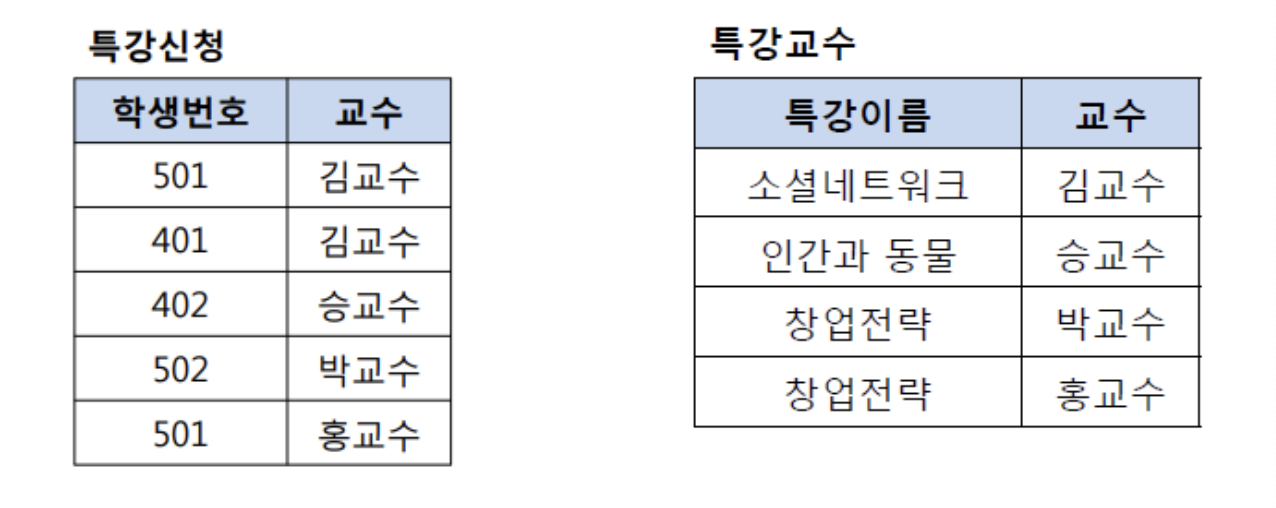 특강신청
학생번호 교수
501 김교수
401 김교수
402 승교수
502 박교수
501 홍교수
특강교수
특강이름 교수
소셜네트워크 김교수
인간과 동물 승교수
창업전략 박교수
창업전략 홍교수